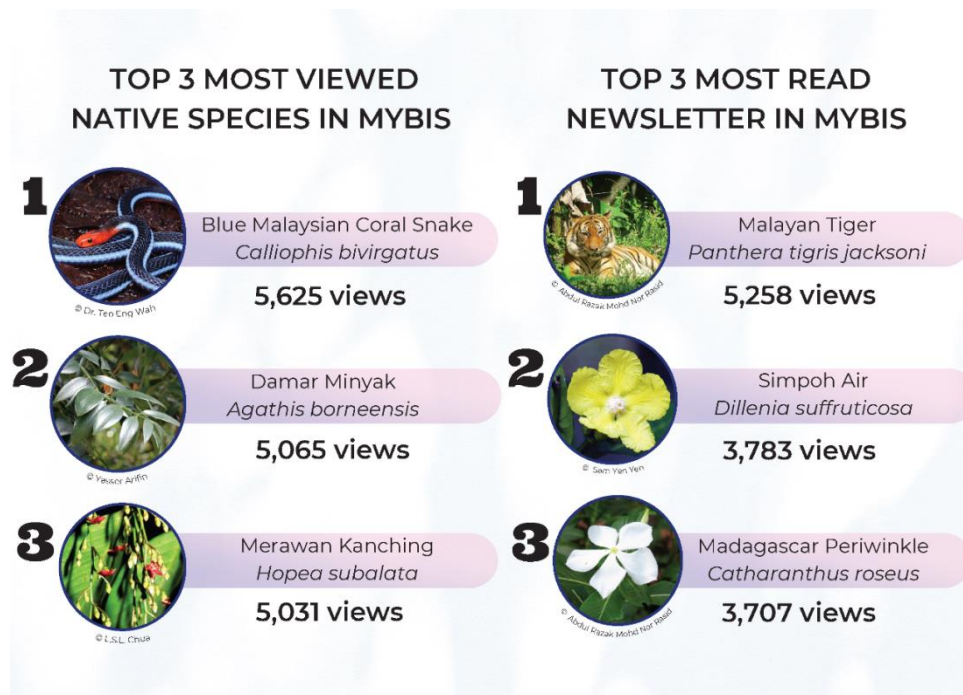 TOP 3 MOST VIEWED
NATIVE SPECIES IN MYBIS
1
Blue Malaysian Coral Snake
Calliophis bivirgatus
5,625 views
© Dr. Teo Eng Wah
2
Damar Minyak
Agathis borneensis
5,065 views
© Yasser Arifin
3
Merawan Kanching
Hopea subalata
5,031 views
© L.S.L. Chua
TOP 3 MOST READ
NEWSLETTER IN MYBIS
1
Malayan Tiger
Panthera tigris jacksoni
5,258 views
© Abdul Razak Mohd Nor Rasid
2
Simpoh Air
Dillenia suffruticosa
3,783 views
© Sam Yen Yen
3
Madagascar Periwinkle
Catharanthus roseus
3,707 views
© Abdul Razak Mohd Nor Rasid